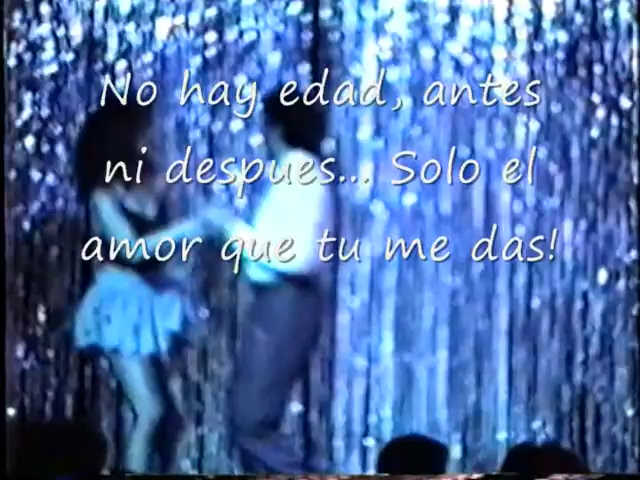 No hay edad, antes
ni despues... Solo el
amor que tu me das!